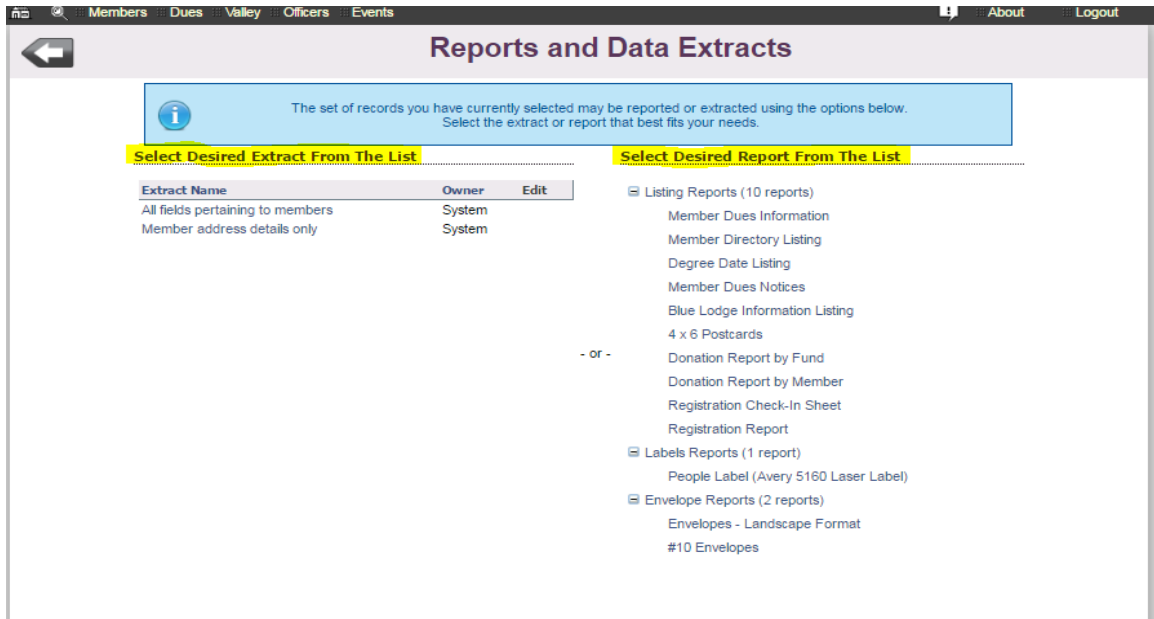 Members Dues Valley Officers Events About Logout
Reports and Data Extracts
The set of records you have currently selected may be reported or extracted using the options below.
Select the extract or report that best fits your needs.
Select Desired Extract From The List
Extract Name Owner Edit
All fields pertaining to members System
Member address details only System
- or -
Select Desired Report From The List
Listing Reports (10 reports)
Member Dues Information
Member Directory Listing
Degree Date Listing
Member Dues Notices
Blue Lodge Information Listing
4 x 6 Postcards
Donation Report by Fund
Donation Report by Member
Registration Check-In Sheet
Registration Report
Labels Reports (1 report)
People Label (Avery 5160 Laser Label)
Envelope Reports (2 reports)
Envelopes - Landscape Format
#10 Envelopes